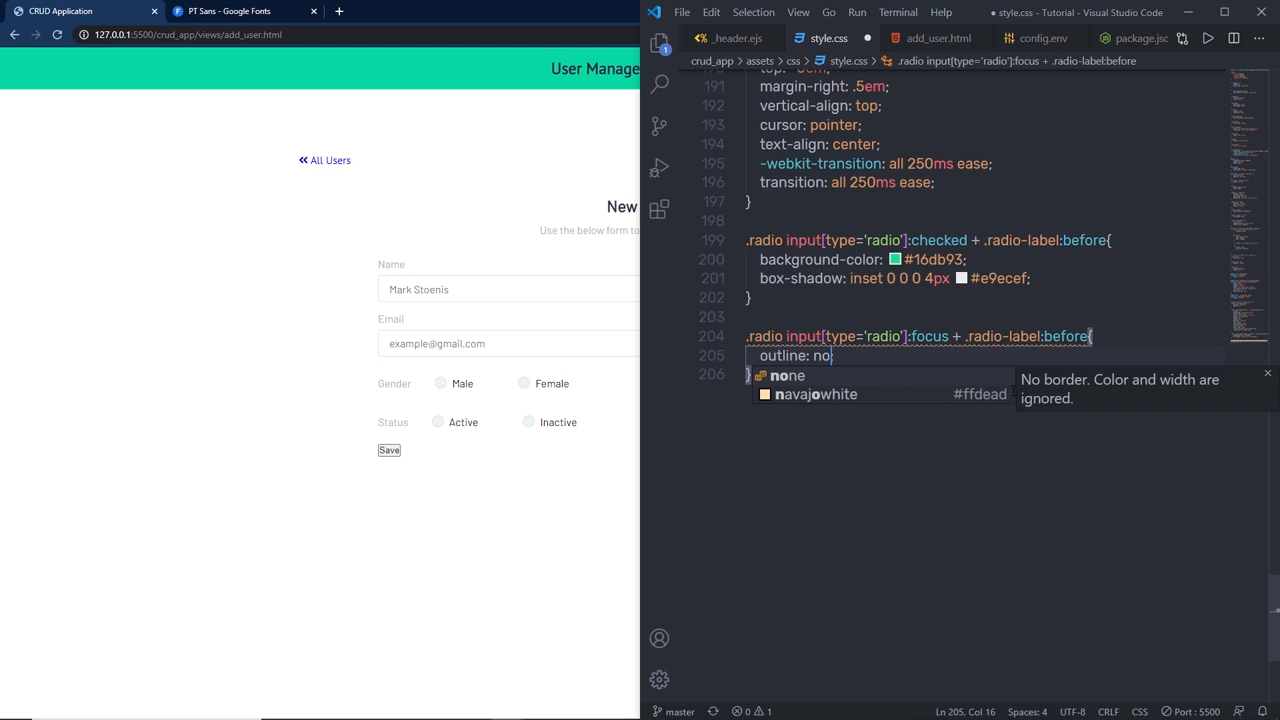 CRUD Application
PT Sans - Google Fonts
127.0.0.1:5500/crud_app/views/add_user.html
User Manage
All Users
New
Use the below form to
Name
Mark Stoenis
Email
example@gmail.com
Gender
Male
Female
Status
Active
Inactive
Save
File Edit Selection View Go Run Terminal Help
style.css - Tutorial - Visual Studio Code
_header.ejs
style.css
add_user.html
config.env
package.jsc
crud_app > assets > css > style.css > .radio input[type='radio']:focus + .radio-label:before
191 margin-right: .5em;
192 vertical-align: top;
193 cursor: pointer;
194 text-align: center;
195 -webkit-transition: all 250ms ease;
196 transition: all 250ms ease;
197 }
198
199 .radio input[type='radio']:checked + .radio-label:before{
200 background-color: #16db93;
201 box-shadow: inset 0 0 0 4px #e9ecef;
202 }
203
204 .radio input[type='radio']:focus + .radio-label:before{
205 outline: no;
206 }
none
navajowhite #ffdead
No border. Color and width are
ignored.
1
master
0 1
Ln 205, Col 16
Spaces: 4
UTF-8
CRLF
CSS
Port : 5500